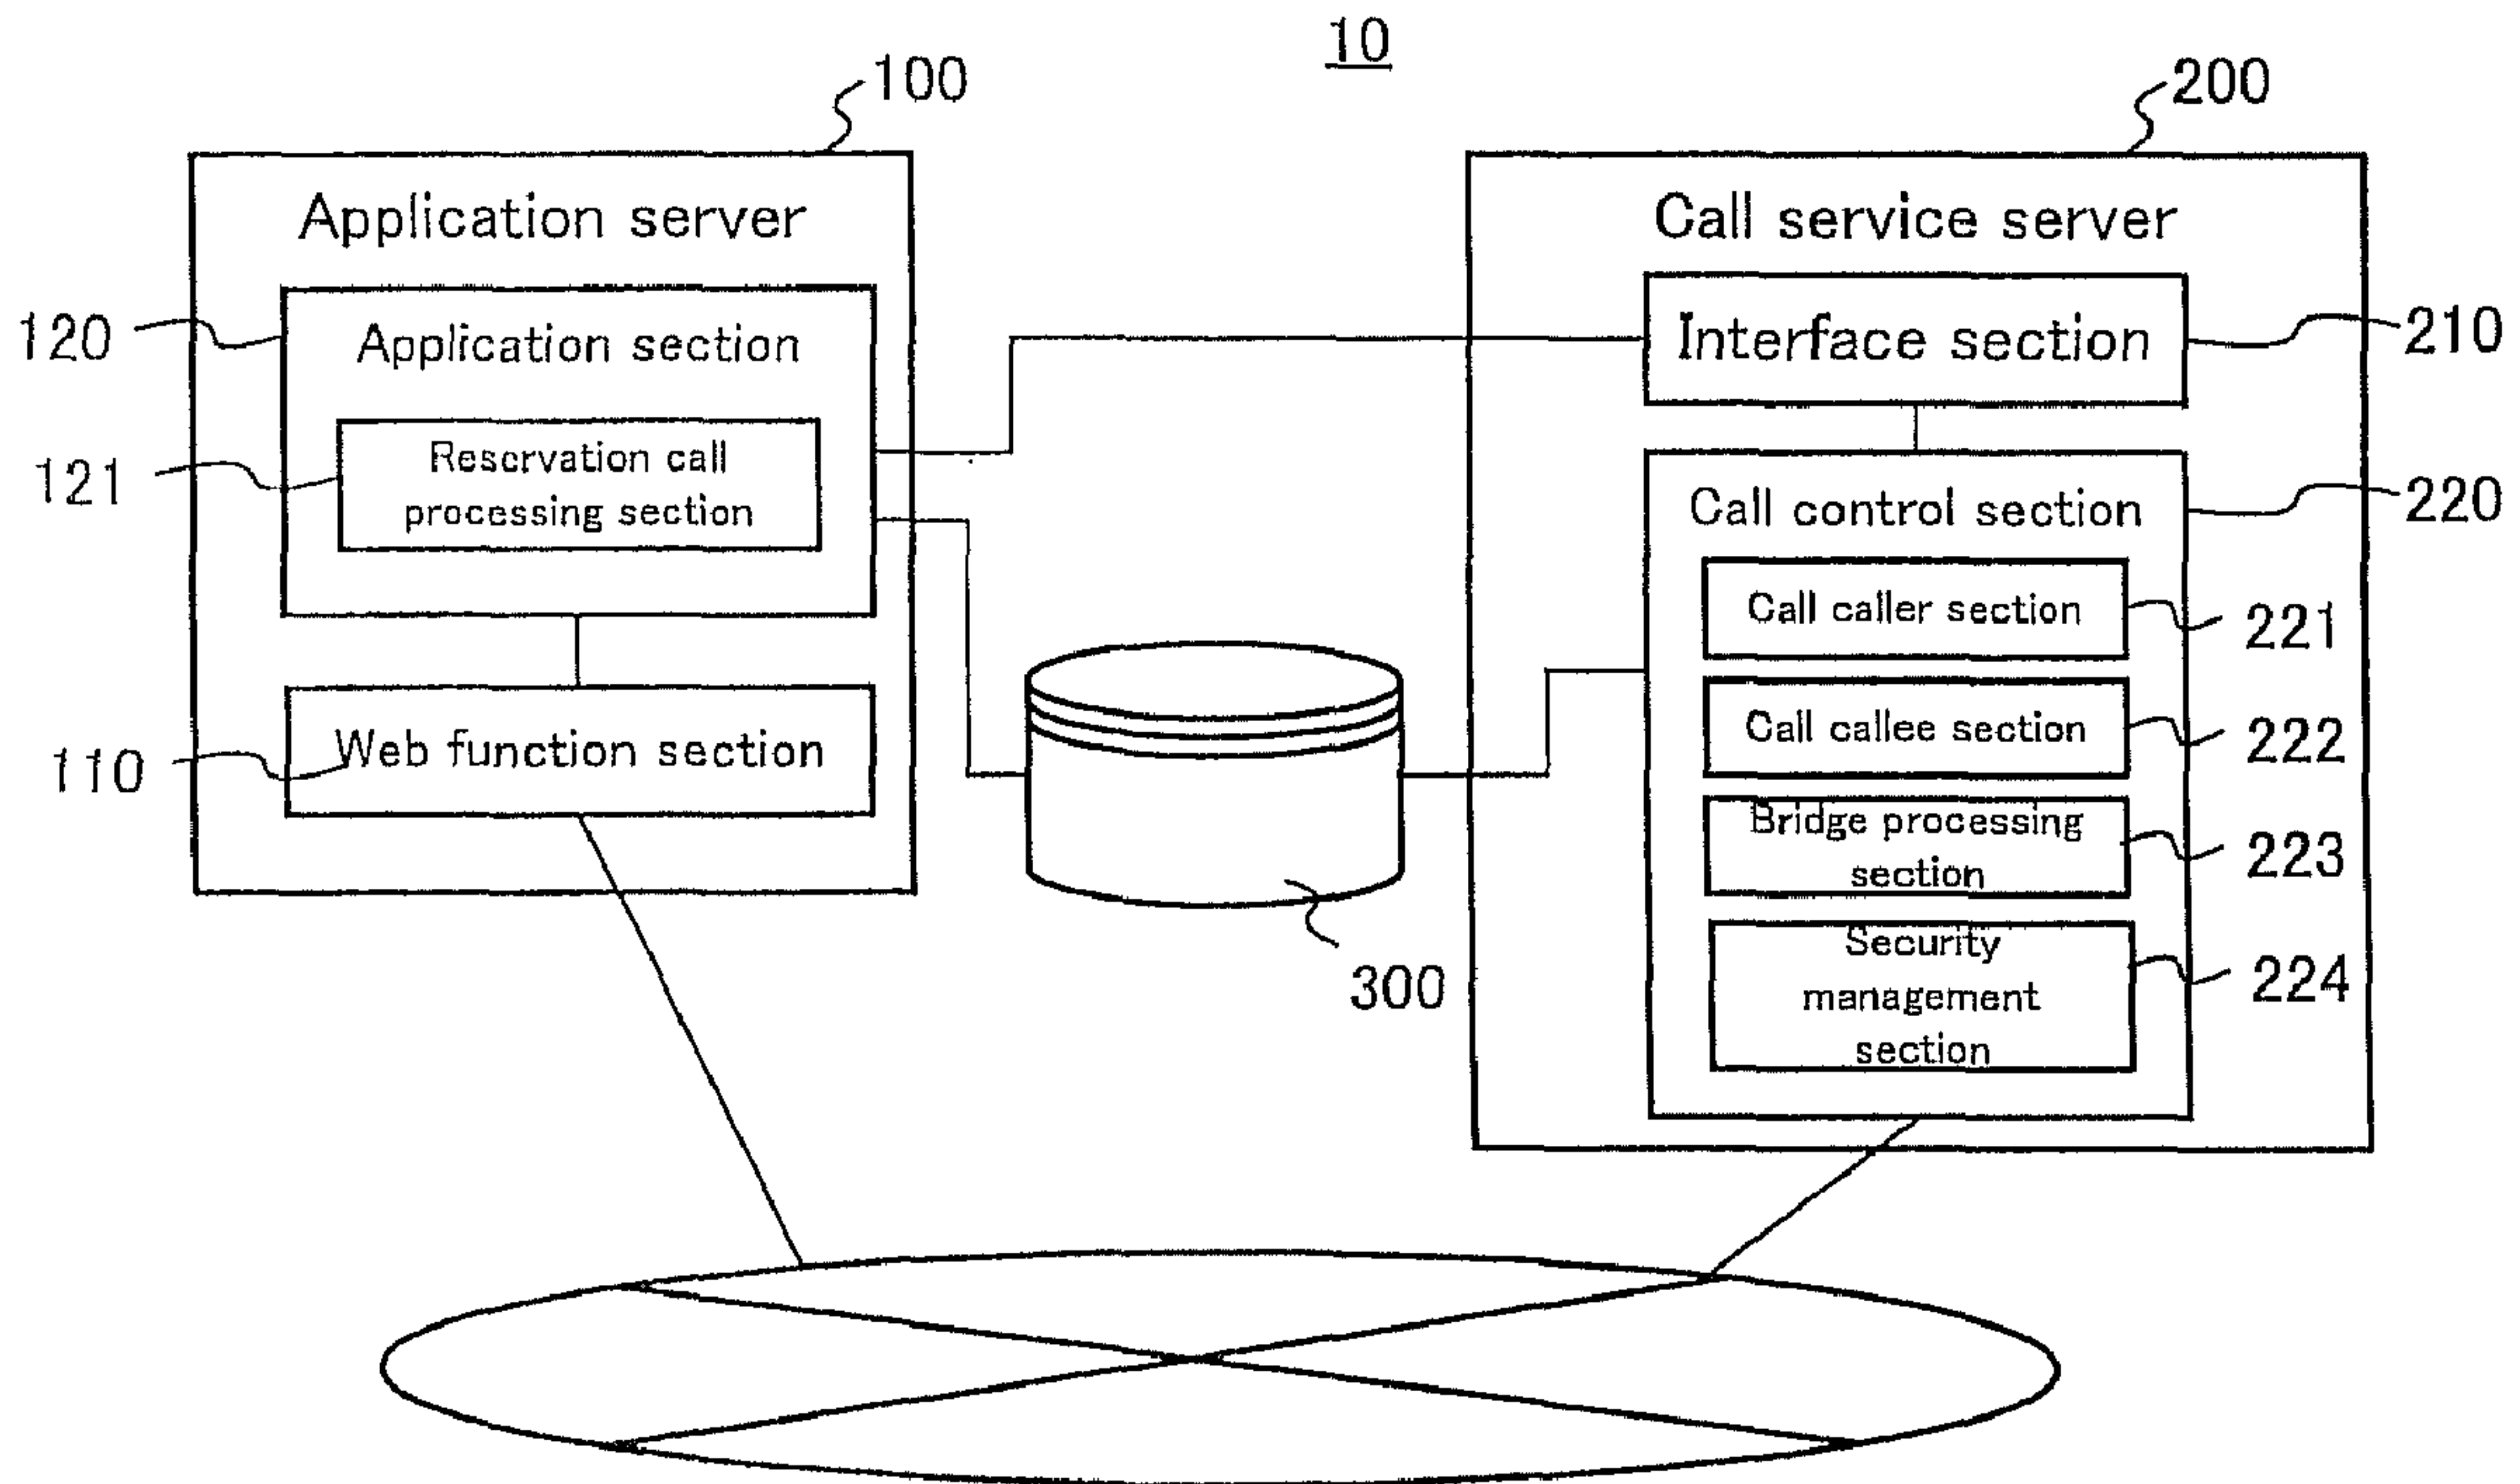 10
100
200
Application server
Call service server
120
Application section
Interface section
210
121
Reservation call
processing section
Call control section
220
Call caller section
221
110
Web function section
Call callee section
222
Bridge processing
section
223
300
Security
management
section
224